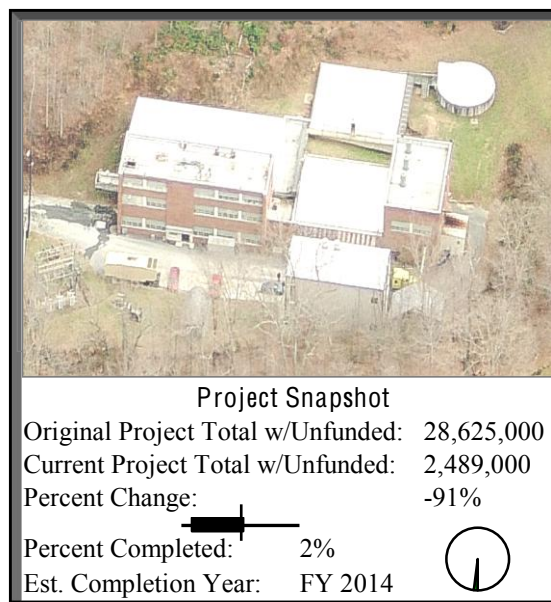 Project Snapshot
Original Project Total w/Unfunded: 28,625,000
Current Project Total w/Unfunded: 2,489,000
Percent Change: -91%
Percent Completed: 2%
Est. Completion Year: FY 2014